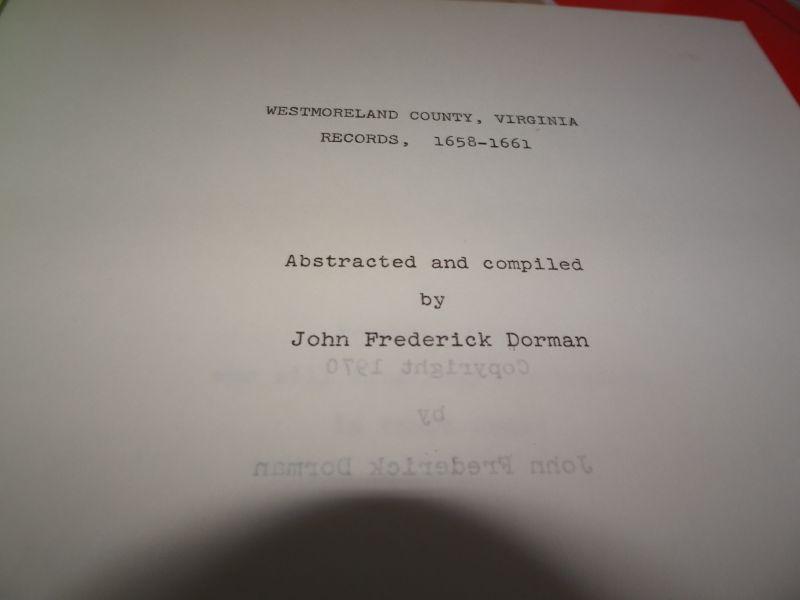 WESTMORELAND COUNTY, VIRGINIA
RECORDS, 1658-1661
Abstracted and compiled
by
John Frederick Dorman
Copyright 1970
by
John Frederick Dorman